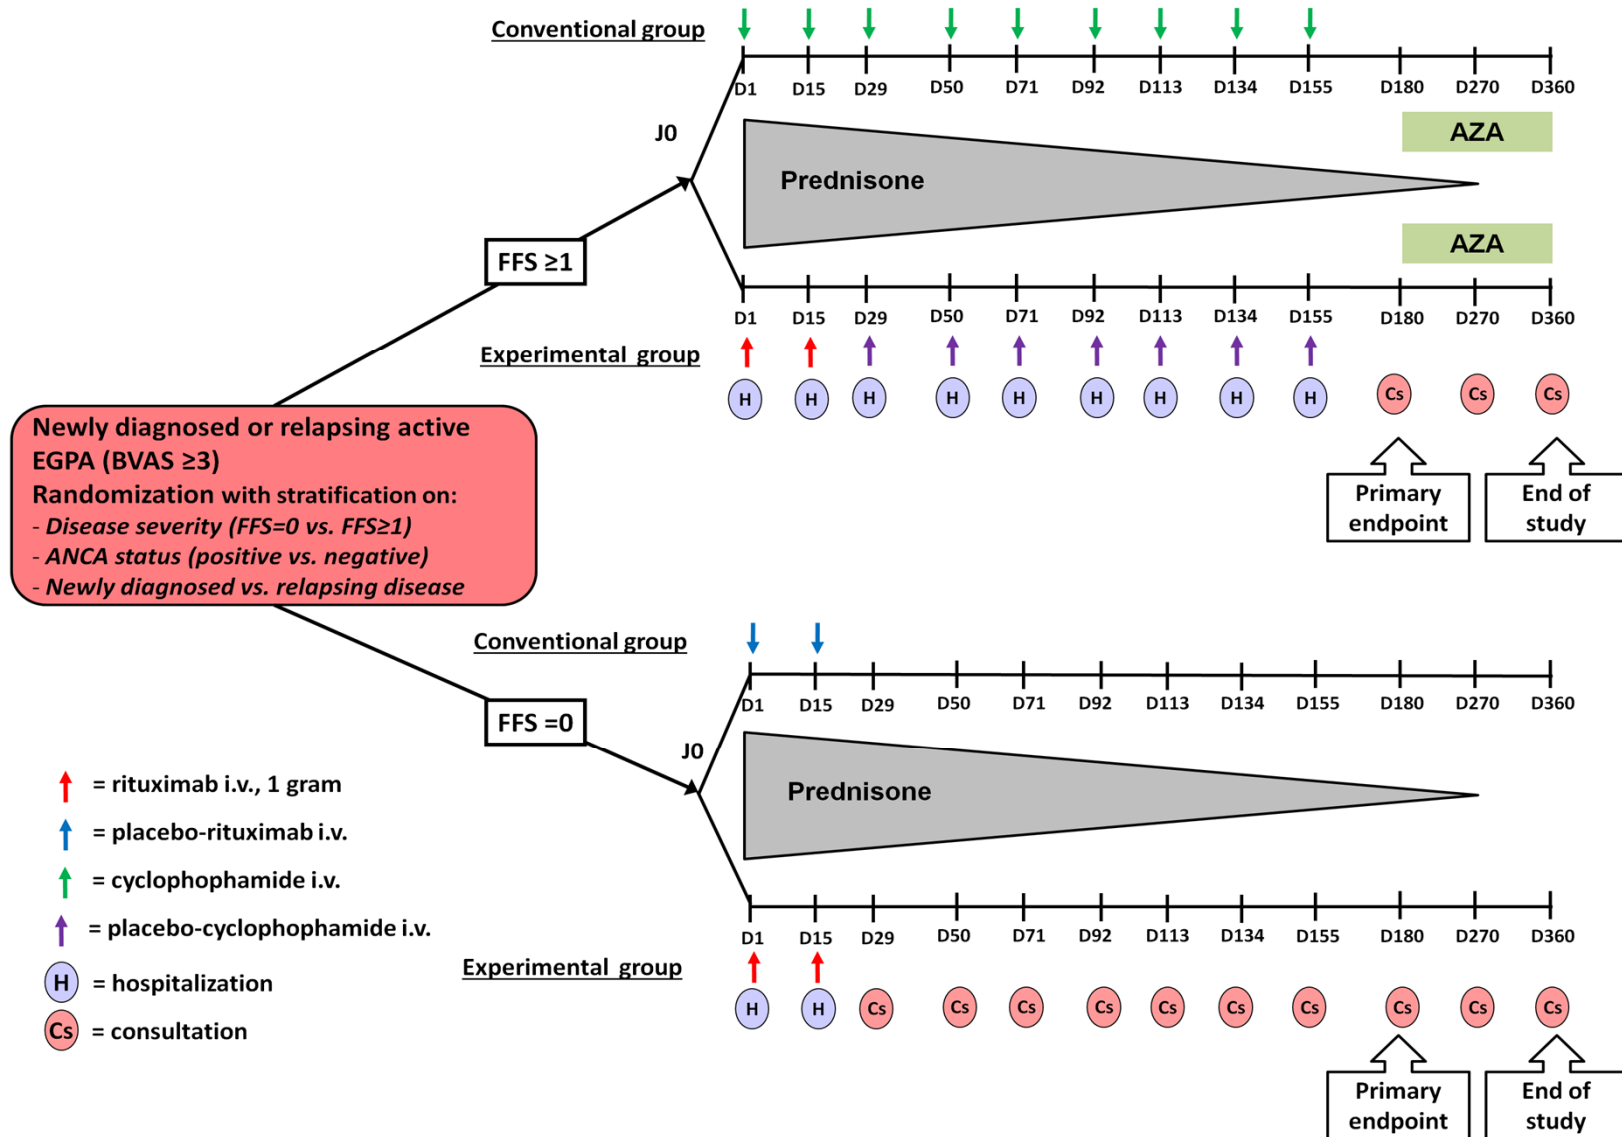 Conventional group
D1 D15 D29 D50 D71 D92 D113 D134 D155 D180 D270 D360
J0
AZA
Prednisone
AZA
FFS ≥1
D1 D15 D29 D50 D71 D92 D113 D134 D155 D180 D270 D360
Experimental group
H H H H H H H H H Cs Cs Cs
Primary
endpoint
End of
study
Newly diagnosed or relapsing active
EGPA (BVAS ≥3)
Randomization with stratification on:
- Disease severity (FFS=0 vs. FFS≥1)
- ANCA status (positive vs. negative)
- Newly diagnosed vs. relapsing disease
Conventional group
D1 D15 D29 D50 D71 D92 D113 D134 D155 D180 D270 D360
FFS =0
J0
Prednisone
D1 D15 D29 D50 D71 D92 D113 D134 D155 D180 D270 D360
Experimental group
H H Cs Cs Cs Cs Cs Cs Cs Cs Cs Cs
Primary
endpoint
End of
study
= rituximab i.v., 1 gram
= placebo-rituximab i.v.
= cyclophophamide i.v.
= placebo-cyclophophamide i.v.
H = hospitalization
Cs = consultation